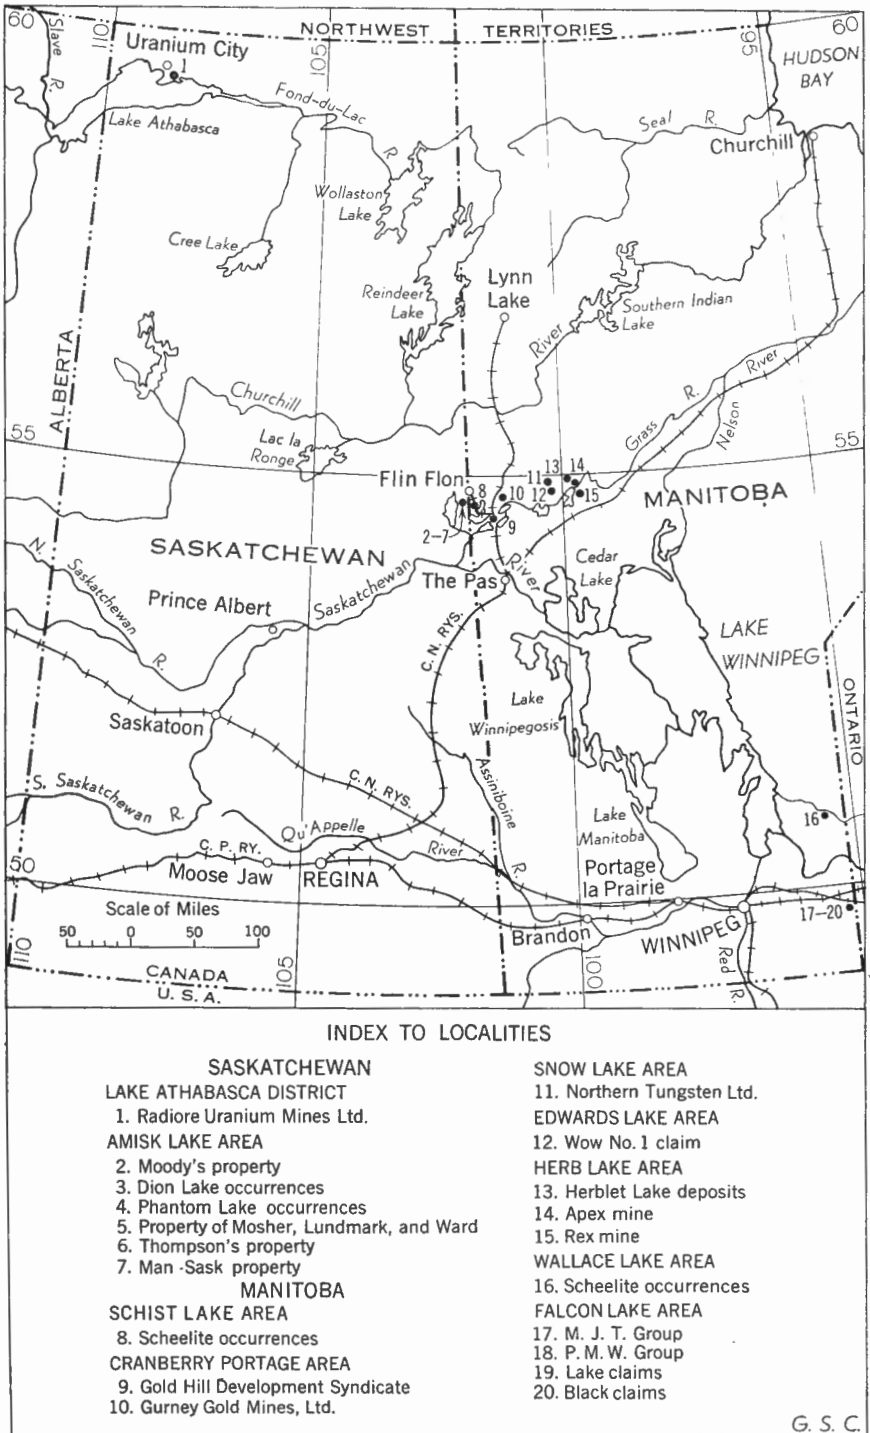 60
110
NORTHWEST TERRITORIES
105
95
60
HUDSON
BAY
Slave R.
Uranium City
1
Fond-du-Lac
R.
Lake Athabasca
Seal R.
Churchill
Wollaston
Lake
Cree Lake
Reindeer
Lake
Lynn
Lake
Southern Indian
Lake
River
ALBERTA
Churchill
River
Nelson
Grass R.
55
55
Lac la
Ronge
Flin Flon
8
10
11
13
14
12
15
MANITOBA
2-7
9
SASKATCHEWAN
N. Saskatchewan
R.
Prince Albert
Saskatchewan
River
The Pas
Cedar
Lake
C. N. RYS.
LAKE
WINNIPEG
Lake
Winnipegosis
ONTARIO
Saskatoon
C. N. RYS.
Assiniboine
R.
S. Saskatchewan R.
Qu'Appelle
River
Lake
Manitoba
16
C. P. RY.
Moose Jaw
REGINA
Portage
la Prairie
50
Scale of Miles
50 0 50 100
Brandon
WINNIPEG
17-20
Red R.
110
105
100
CANADA
U. S. A.
INDEX TO LOCALITIES
SASKATCHEWAN
LAKE ATHABASCA DISTRICT
1. Radiore Uranium Mines Ltd.
AMISK LAKE AREA
2. Moody's property
3. Dion Lake occurrences
4. Phantom Lake occurrences
5. Property of Mosher, Lundmark, and Ward
6. Thompson's property
7. Man-Sask property
MANITOBA
SCHIST LAKE AREA
8. Scheelite occurrences
CRANBERRY PORTAGE AREA
9. Gold Hill Development Syndicate
10. Gurney Gold Mines, Ltd.
SNOW LAKE AREA
11. Northern Tungsten Ltd.
EDWARDS LAKE AREA
12. Wow No. 1 claim
HERB LAKE AREA
13. Herblet Lake deposits
14. Apex mine
15. Rex mine
WALLACE LAKE AREA
16. Scheelite occurrences
FALCON LAKE AREA
17. M. J. T. Group
18. P. M. W. Group
19. Lake claims
20. Black claims
G. S. C.